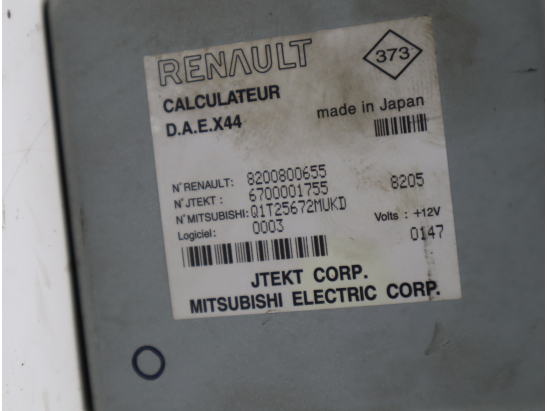 RENAULT
373
CALCULATEUR
made in Japan
D.A.E.X44
N° RENAULT: 8200800655
N° JTEKT : 6700001755 8205
N° MITSUBISHI: Q1T25672MUKD
Volts : +12V
Logiciel: 0003
0147
JTEKT CORP.
MITSUBISHI ELECTRIC CORP.